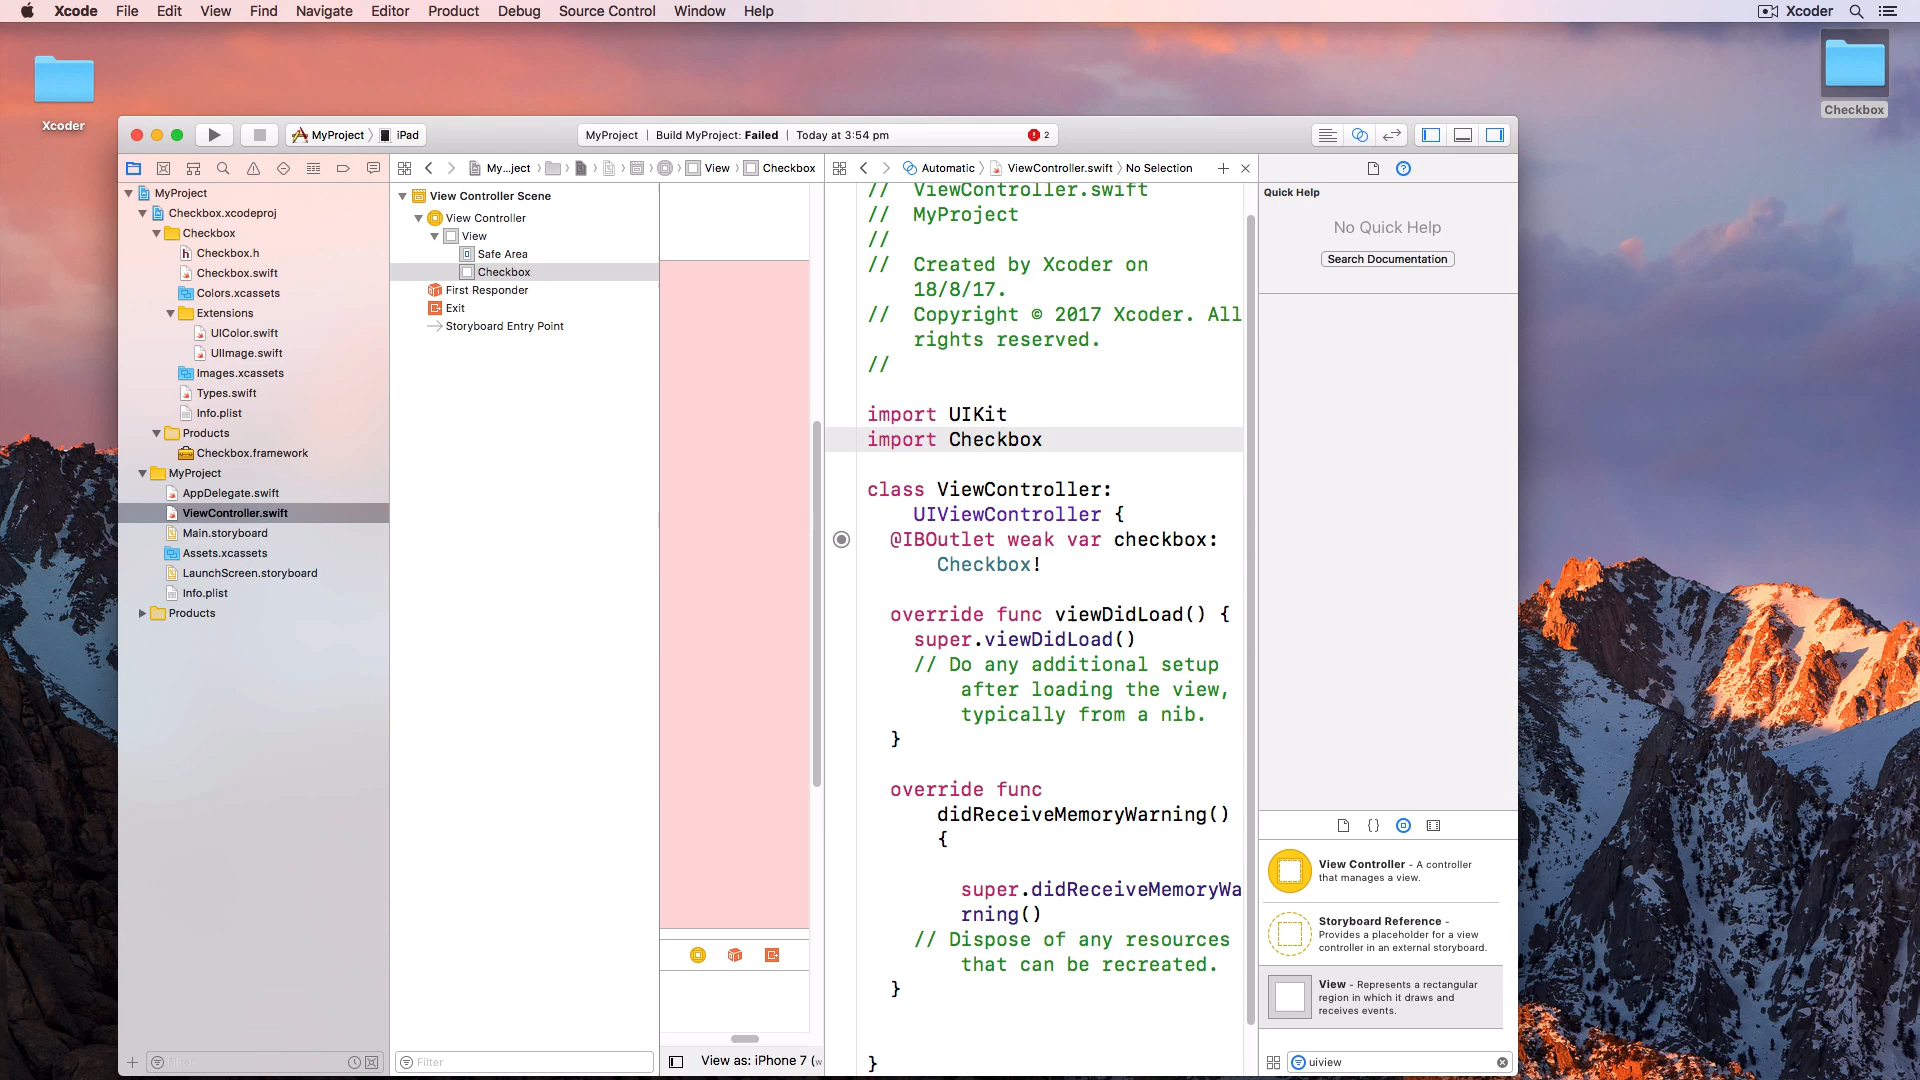 Xcode File Edit View Find Navigate Editor Product Debug Source Control Window Help
Xcoder
Xcoder
Checkbox
MyProject iPad
MyProject Build MyProject: Failed Today at 3:54 pm
2
My...ject View Checkbox
Automatic ViewController.swift No Selection
MyProject
Checkbox.xcodeproj
Checkbox
Checkbox.h
Checkbox.swift
Colors.xcassets
Extensions
UIColor.swift
UIImage.swift
Images.xcassets
Types.swift
Info.plist
Products
Checkbox.framework
MyProject
AppDelegate.swift
ViewController.swift
Main.storyboard
Assets.xcassets
LaunchScreen.storyboard
Info.plist
Products
View Controller Scene
View Controller
View
Safe Area
Checkbox
First Responder
Exit
Storyboard Entry Point
Filter
View as: iPhone 7 (w
// ViewController.swift
// MyProject
//
// Created by Xcoder on
18/8/17.
// Copyright © 2017 Xcoder. All
rights reserved.
//
import UIKit
import Checkbox
class ViewController:
UIViewController {
@IBOutlet weak var checkbox:
Checkbox!
override func viewDidLoad() {
super.viewDidLoad()
// Do any additional setup
after loading the view,
typically from a nib.
}
override func
didReceiveMemoryWarning()
{
super.didReceiveMemoryWa
rning()
// Dispose of any resources
that can be recreated.
}
}
Quick Help
No Quick Help
Search Documentation
{}
View Controller - A controller
that manages a view.
Storyboard Reference -
Provides a placeholder for a view
controller in an external storyboard.
View - Represents a rectangular
region in which it draws and
receives events.
uiview